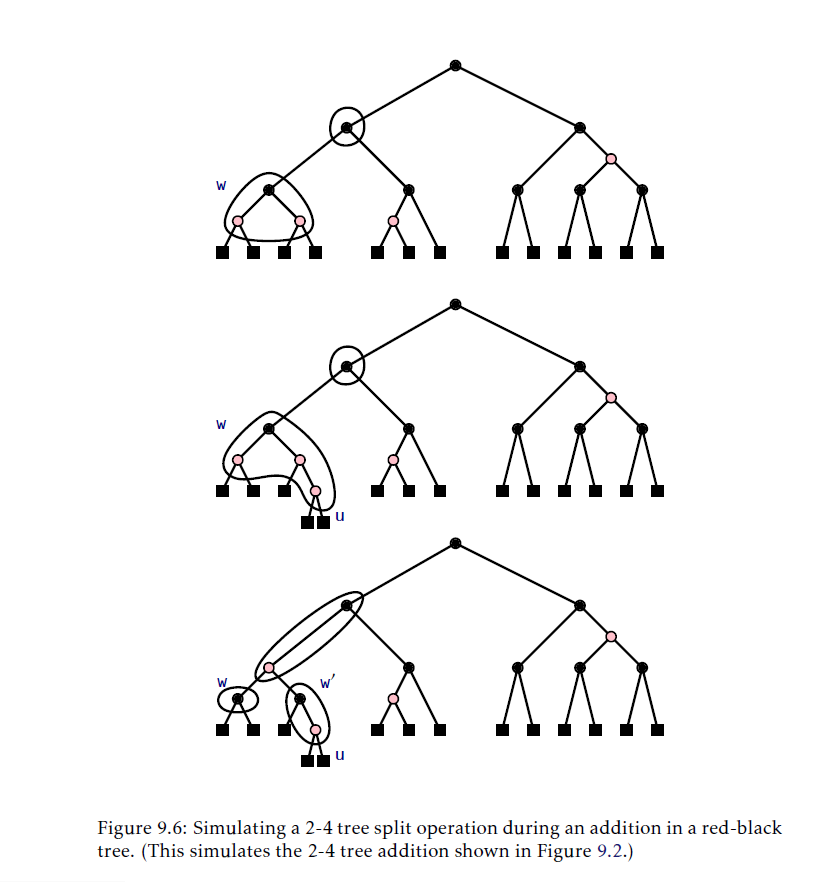 w
w
u
w
w′
u
Figure 9.6: Simulating a 2-4 tree split operation during an addition in a red-black
tree. (This simulates the 2-4 tree addition shown in Figure 9.2.)